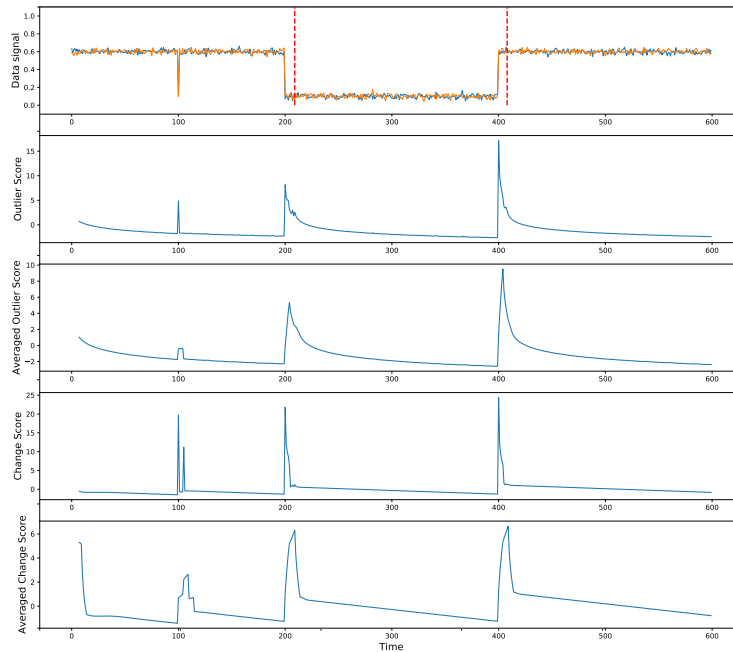 Data signal
1.0
0.8
0.6
0.4
0.2
0.0
0 100 200 300 400 500 600
Outlier Score
15
10
5
0
0 100 200 300 400 500 600
Averaged Outlier Score
10
8
6
4
2
0
−2
0 100 200 300 400 500 600
Change Score
25
20
15
10
5
0
0 100 200 300 400 500 600
Averaged Change Score
6
4
2
0
0 100 200 300 400 500 600
Time